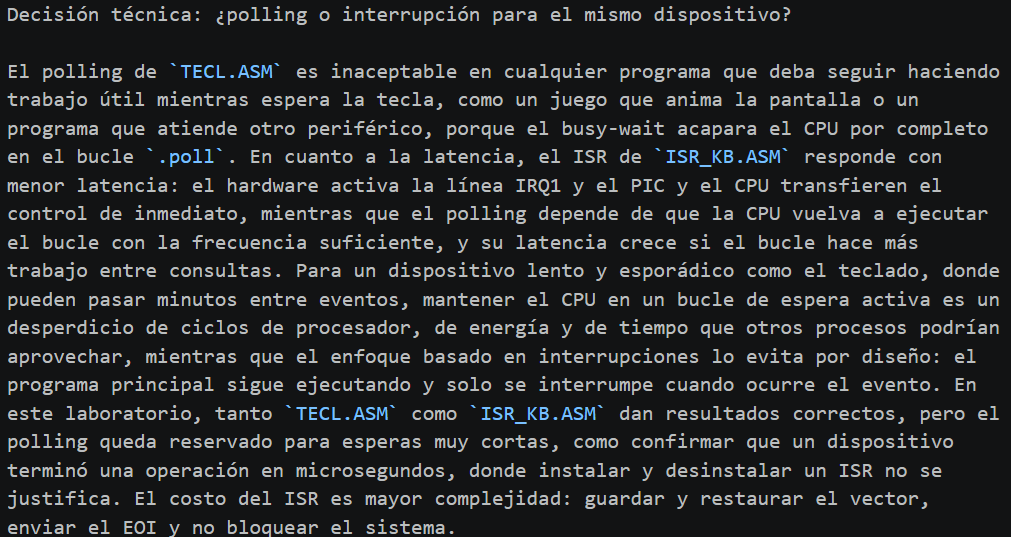 Decisión técnica: ¿polling o interrupción para el mismo dispositivo?

El polling de `TECL.ASM` es inaceptable en cualquier programa que deba seguir haciendo
trabajo útil mientras espera la tecla, como un juego que anima la pantalla o un
programa que atiende otro periférico, porque el busy-wait acapara el CPU por completo
en el bucle `.poll`. En cuanto a la latencia, el ISR de `ISR_KB.ASM` responde con
menor latencia: el hardware activa la línea IRQ1 y el PIC y el CPU transfieren el
control de inmediato, mientras que el polling depende de que la CPU vuelva a ejecutar
el bucle con la frecuencia suficiente, y su latencia crece si el bucle hace más
trabajo entre consultas. Para un dispositivo lento y esporádico como el teclado, donde
pueden pasar minutos entre eventos, mantener el CPU en un bucle de espera activa es un
desperdicio de ciclos de procesador, de energía y de tiempo que otros procesos podrían
aprovechar, mientras que el enfoque basado en interrupciones lo evita por diseño: el
programa principal sigue ejecutando y solo se interrumpe cuando ocurre el evento. En
este laboratorio, tanto `TECL.ASM` como `ISR_KB.ASM` dan resultados correctos, pero el
polling queda reservado para esperas muy cortas, como confirmar que un dispositivo
terminó una operación en microsegundos, donde instalar y desinstalar un ISR no se
justifica. El costo del ISR es mayor complejidad: guardar y restaurar el vector,
enviar el EOI y no bloquear el sistema.